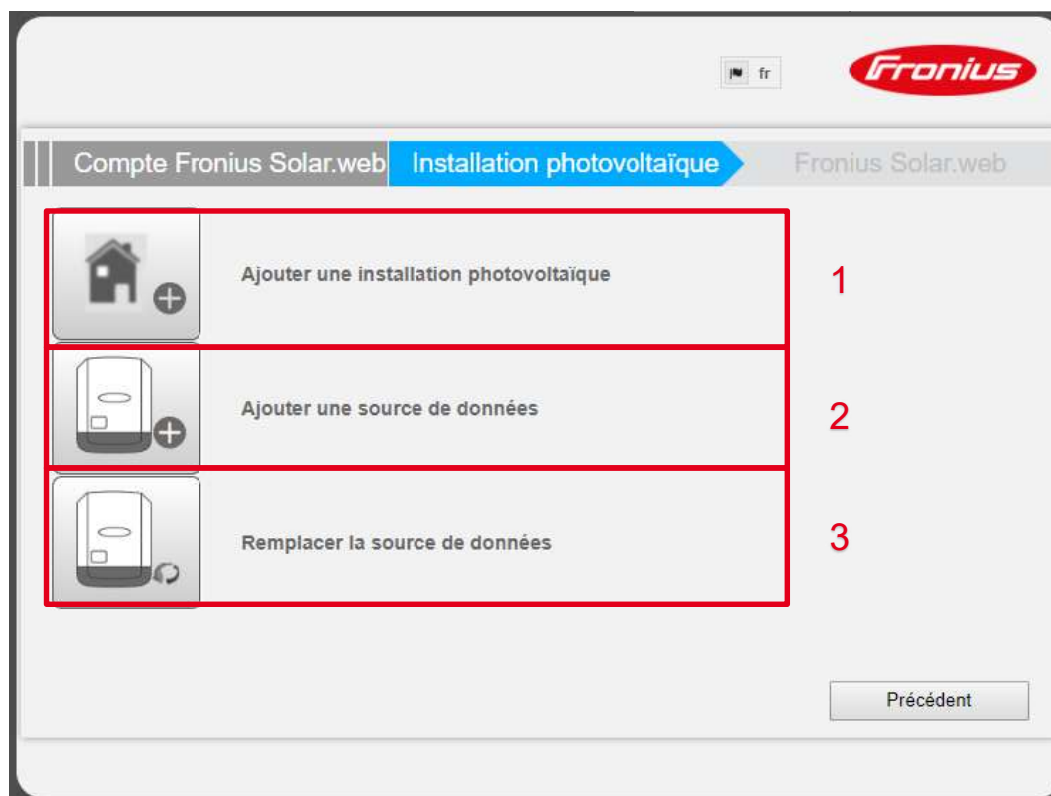 fr
Fronius
Compte Fronius Solar.web
Installation photovoltaïque
Fronius Solar.web
Ajouter une installation photovoltaïque
1
Ajouter une source de données
2
Remplacer la source de données
3
Précédent